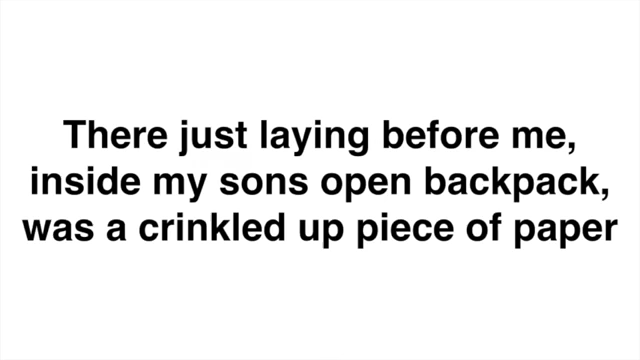 There just laying before me,
inside my sons open backpack,
was a crinkled up piece of paper